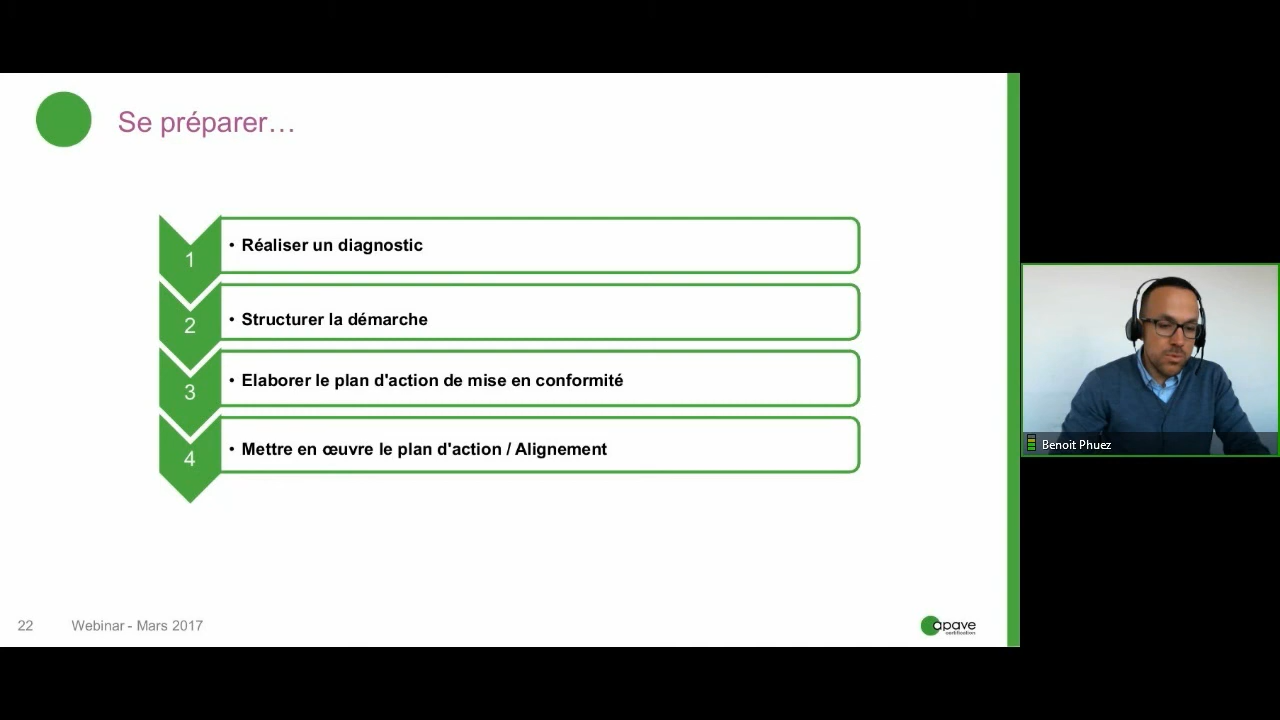 Se préparer…
1
• Réaliser un diagnostic
2
• Structurer la démarche
3
• Elaborer le plan d'action de mise en conformité
4
• Mettre en œuvre le plan d'action / Alignement
22 Webinar - Mars 2017
apave
certification
Benoit Phuez